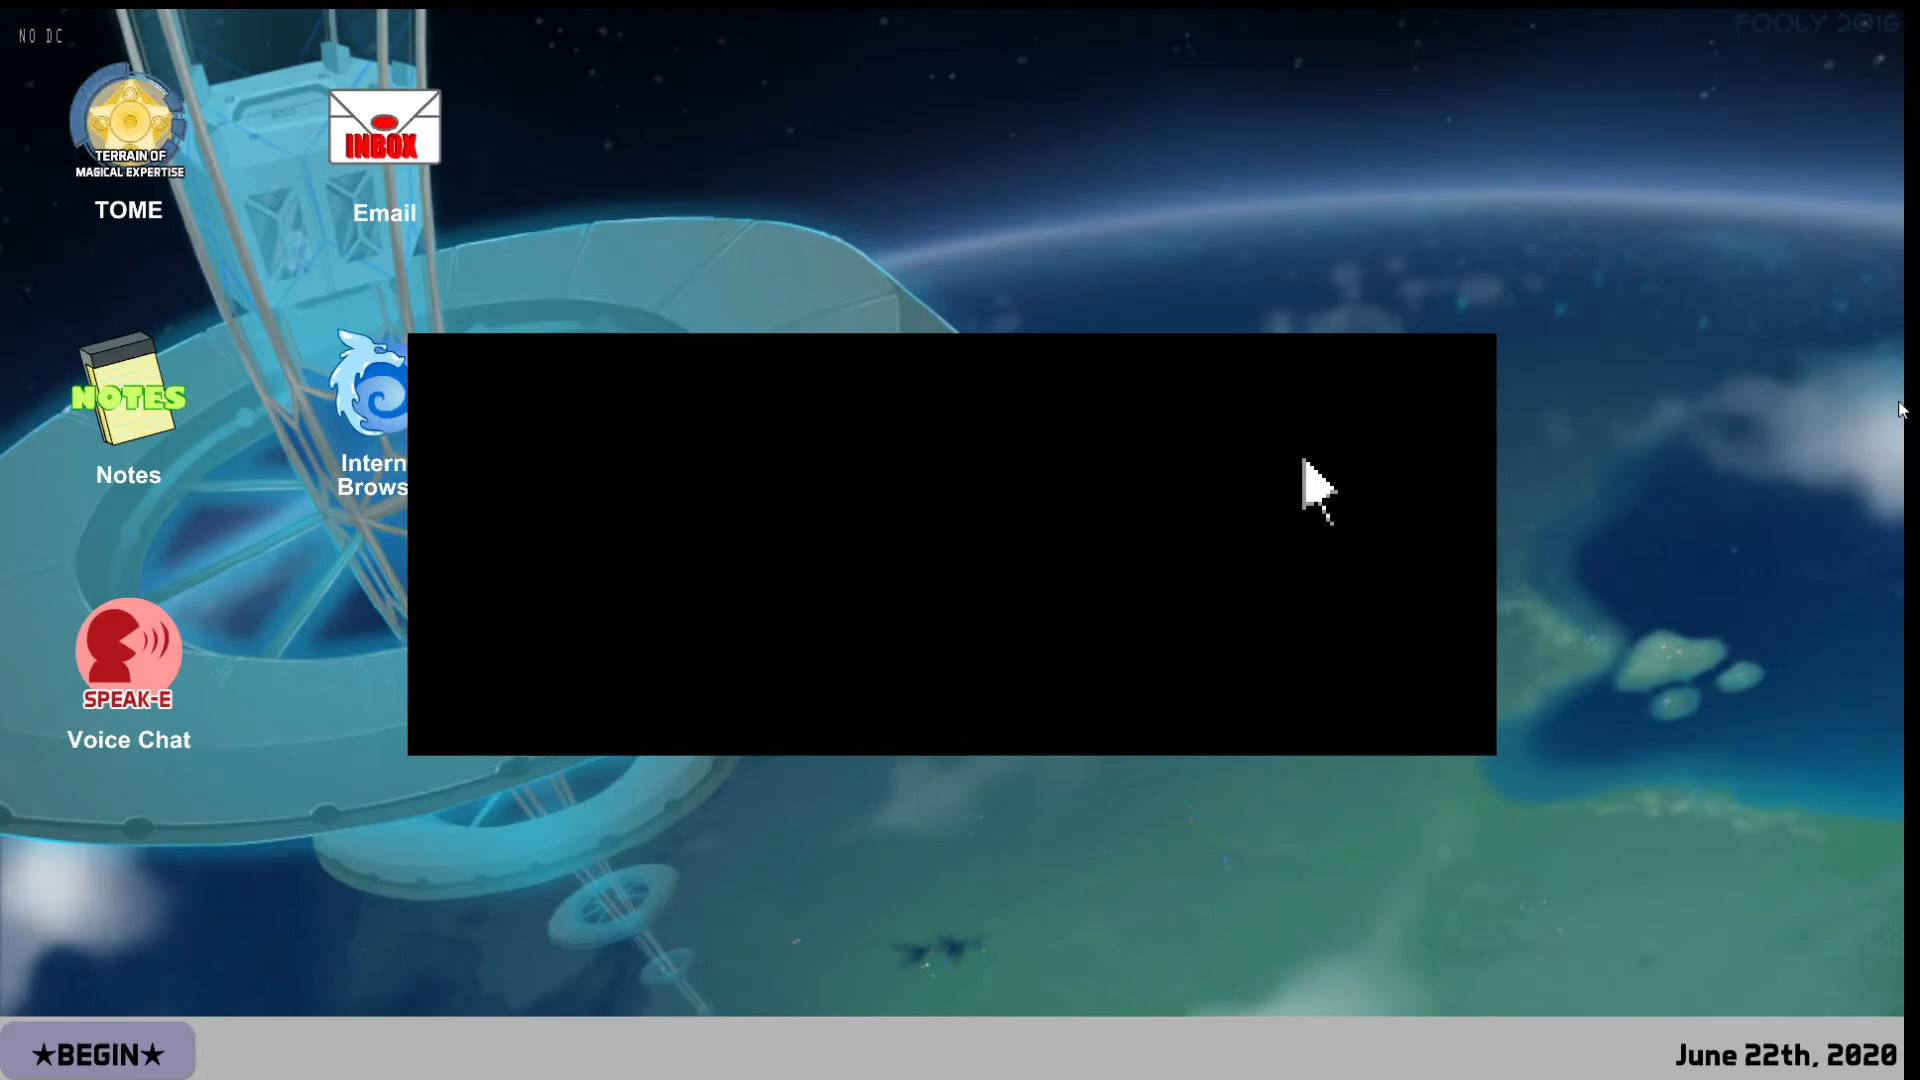 NO DC
FOOLY 2016
TERRAIN OF
MAGICAL EXPERTISE
TOME
INBOX
Email
NOTES
Notes
Intern
Brows
SPEAK-E
Voice Chat
★BEGIN★
June 22th, 2020